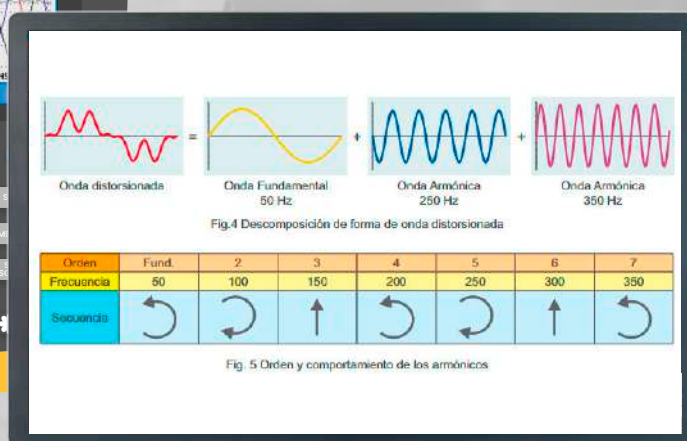 Onda distorsionada
=
Onda Fundamental
50 Hz
+
Onda Armónica
250 Hz
+
Onda Armónica
350 Hz
Fig.4 Descomposición de forma de onda distorsionada
Orden Fund. 2 3 4 5 6 7
Frecuencia 50 100 150 200 250 300 350
Secuencia
Fig. 5 Orden y comportamiento de los armónicos